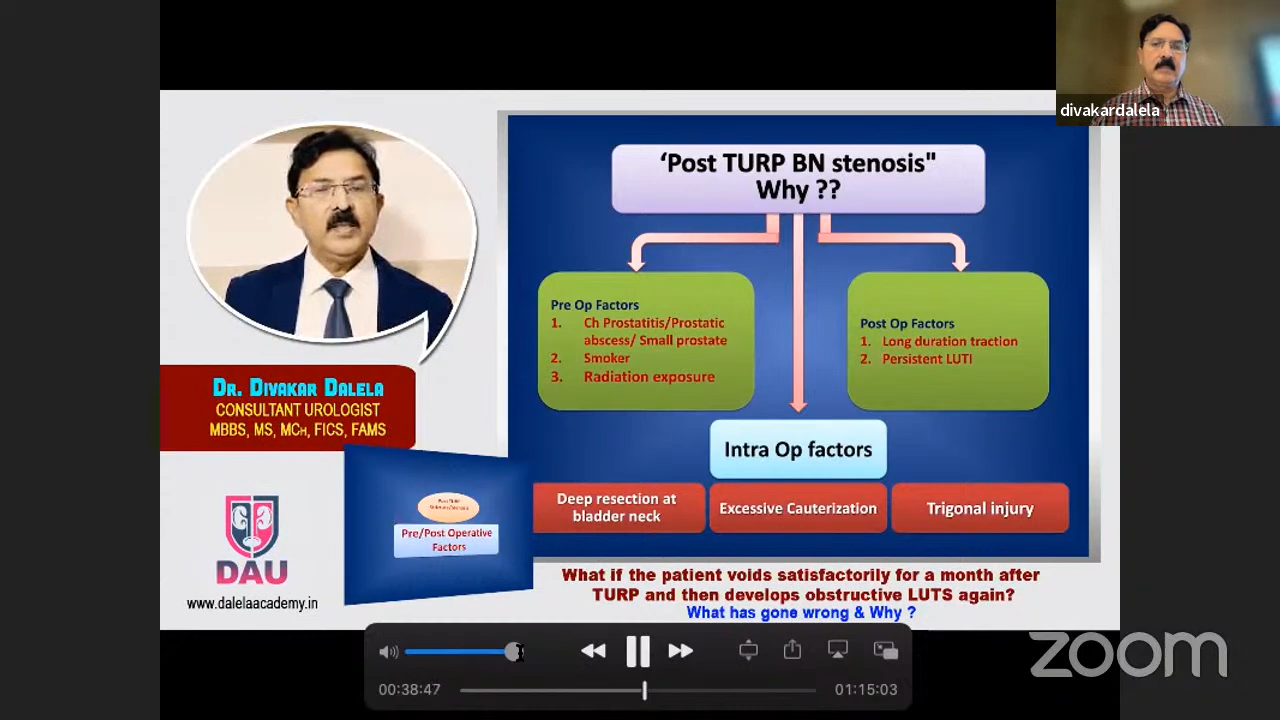 divakardalela
‘Post TURP BN stenosis"
Why ??
Pre Op Factors
1. Ch Prostatitis/Prostatic
abscess/ Small prostate
2. Smoker
3. Radiation exposure
Post Op Factors
1. Long duration traction
2. Persistent LUTI
Intra Op factors
Deep resection at
bladder neck
Excessive Cauterization
Trigonal injury
DR. DIVAKAR DALELA
CONSULTANT UROLOGIST
MBBS, MS, MCH, FICS, FAMS
Pre/Post Operative
Factors
DAU
www.dalelaacademy.in
What if the patient voids satisfactorily for a month after
TURP and then develops obstructive LUTS again?
What has gone wrong & Why ?
00:38:47
01:15:03
zoom